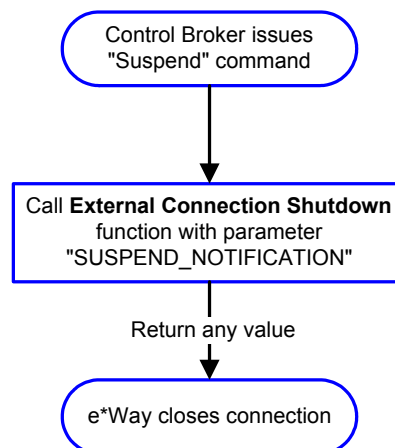 Control Broker issues
"Suspend" command
Call External Connection Shutdown
function with parameter
"SUSPEND_NOTIFICATION"
Return any value
e*Way closes connection